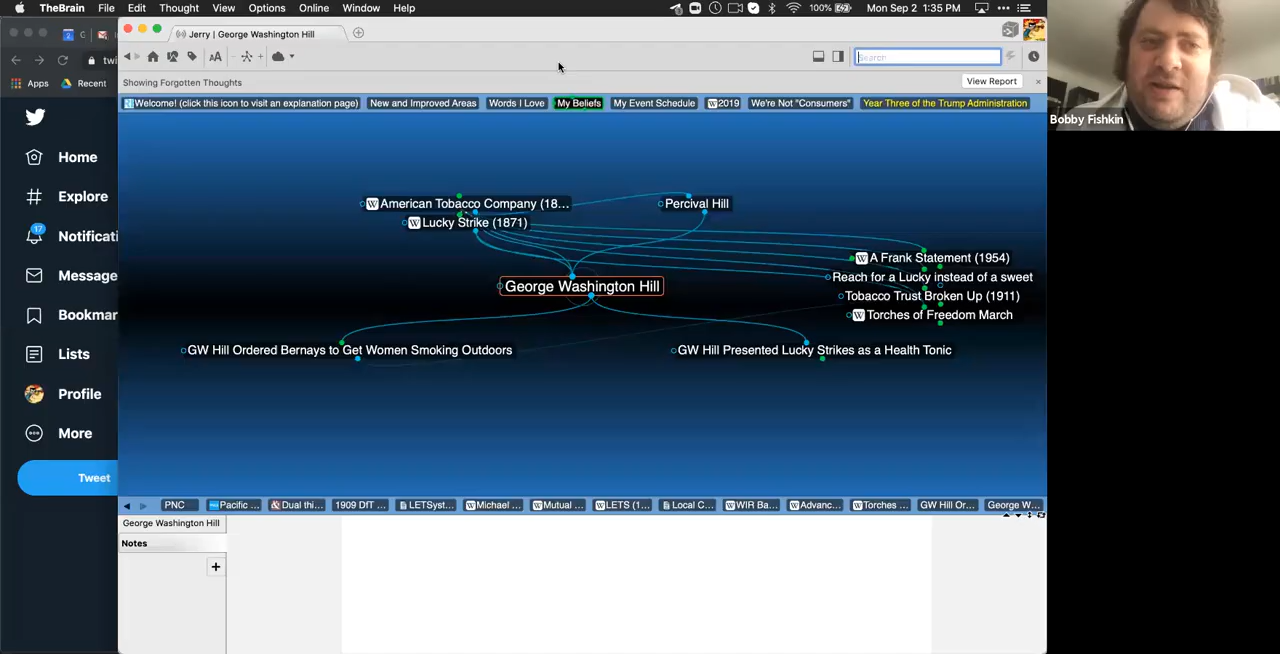 TheBrain File Edit Thought View Options Online Window Help 100% Mon Sep 2 1:35 PM
Jerry | George Washington Hill
Bobby Fishkin
twi
AA
Search
Apps Recent
Showing Forgotten Thoughts View Report
Welcome! (click this icon to visit an explanation page) New and Improved Areas Words I Love My Beliefs My Event Schedule 2019 We're Not "Consumers" Year Three of the Trump Administration
Home
Explore
17
Notificati
Message
Bookmar
Lists
Profile
More
Tweet
American Tobacco Company (18... Percival Hill
Lucky Strike (1871)
A Frank Statement (1954)
Reach for a Lucky instead of a sweet
George Washington Hill
Tobacco Trust Broken Up (1911)
Torches of Freedom March
GW Hill Ordered Bernays to Get Women Smoking Outdoors GW Hill Presented Lucky Strikes as a Health Tonic
PNC Pacific ... Dual thi... 1909 DfT ... LETSyst... Michael ... Mutual ... LETS (1... Local C... WIR Ba... Advanc... Torches ... GW Hill Or... George W...
George Washington Hill
Notes
+